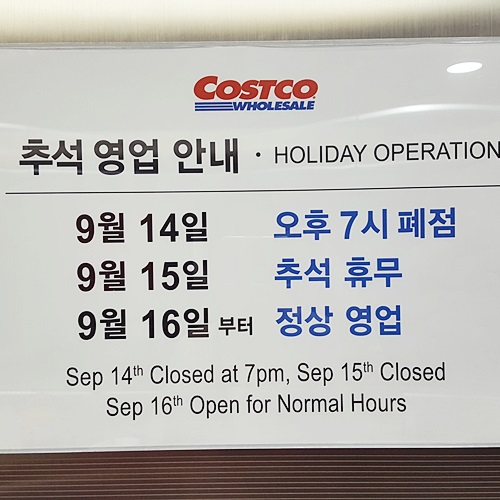 COSTCO
WHOLESALE
추석 영업 안내 · HOLIDAY OPERATION
9월 14일 오후 7시 폐점
9월 15일 추석 휴무
9월 16일 부터 정상 영업
Sep 14th Closed at 7pm, Sep 15th Closed
Sep 16th Open for Normal Hours